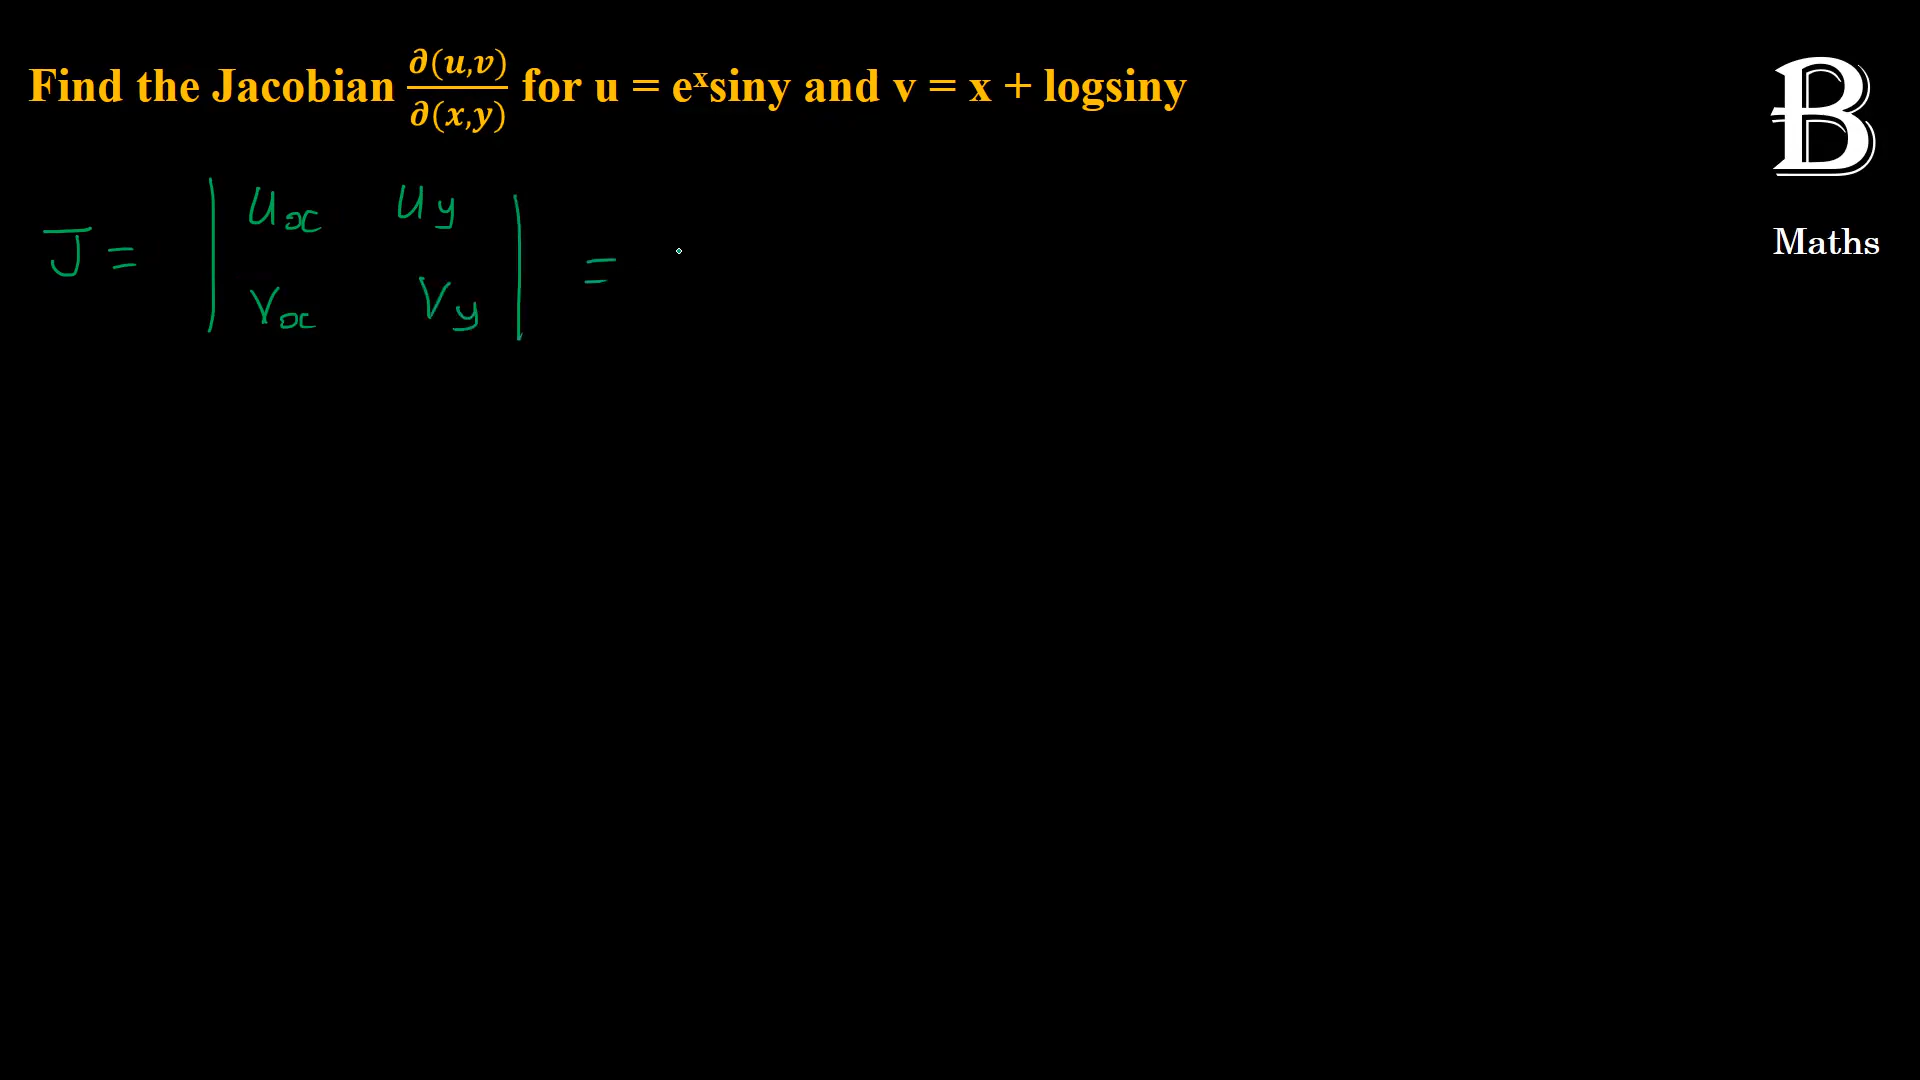 Find the Jacobian ∂(u,v)/∂(x,y) for u = eˣsiny and v = x + logsiny
B
Maths
J = | uₓ u_y |
| vₓ v_y | =